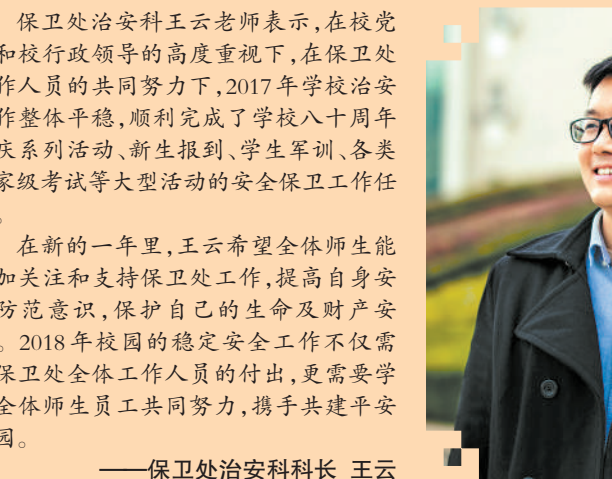 保卫处治安科王云老师表示,在校党
和校行政领导的高度重视下,在保卫处
作人员的共同努力下,2017年学校治安
作整体平稳,顺利完成了学校八十周年
庆系列活动、新生报到、学生军训、各类
家级考试等大型活动的安全保卫工作任
。
在新的一年里,王云希望全体师生能
加关注和支持保卫处工作,提高自身安
防范意识,保护自己的生命及财产安
。2018年校园的稳定安全工作不仅需
保卫处全体工作人员的付出,更需要学
全体师生员工共同努力,携手共建平安
园。
——保卫处治安科科长 王云